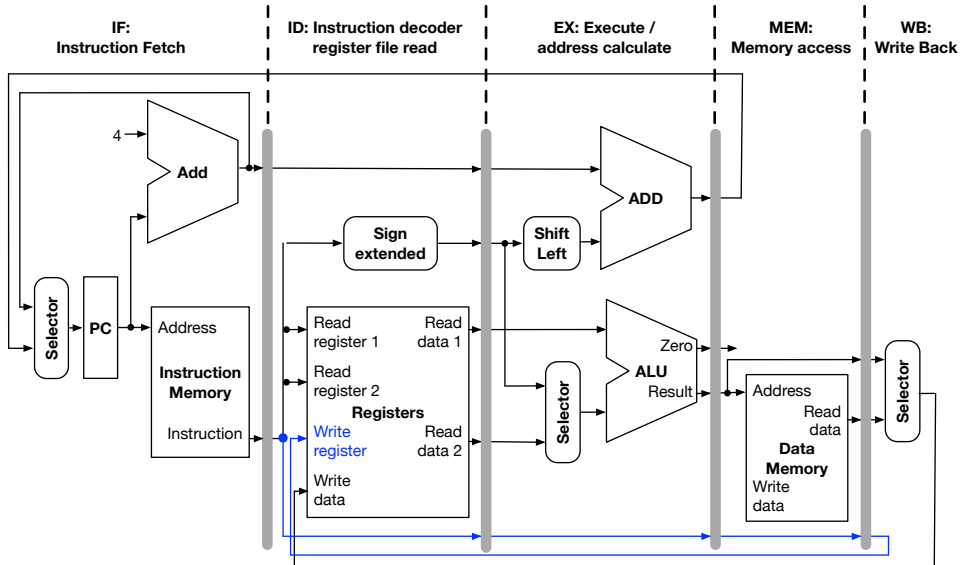 IF:
Instruction Fetch
ID: Instruction decoder
register file read
EX: Execute /
address calculate
MEM:
Memory access
WB:
Write Back
4
Add
ADD
Sign
extended
Shift
Left
Selector
PC
Address
Instruction
Memory
Instruction
Read
register 1
Read
data 1
Read
register 2
Registers
Write
register
Read
data 2
Write
data
Selector
Zero
ALU
Result
Address
Read
data
Data
Memory
Write
data
Selector